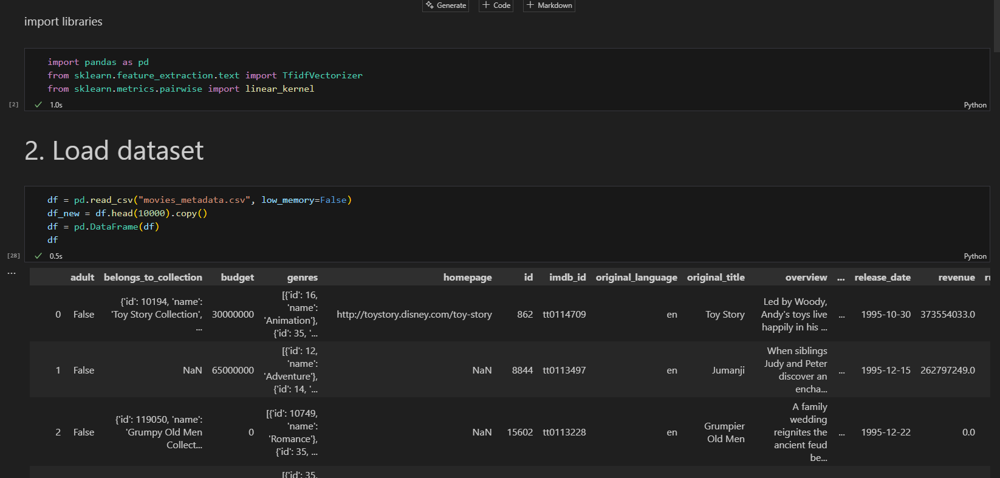 Generate + Code + Markdown
import libraries
import pandas as pd
from sklearn.feature_extraction.text import TfidfVectorizer
from sklearn.metrics.pairwise import linear_kernel
[2] ✓ 1.0s Python
2. Load dataset
df = pd.read_csv("movies_metadata.csv", low_memory=False)
df_new = df.head(10000).copy()
df = pd.DataFrame(df)
df
[28] ✓ 0.5s Python
...
adult belongs_to_collection budget genres homepage id imdb_id original_language original_title overview ... release_date revenue
[{'id': 16,
{'id': 10194, 'name': 'name': Led by Woody,
0 False 'Toy Story Collection', 30000000 'Animation'}, http://toystory.disney.com/toy-story 862 tt0114709 en Toy Story Andy's toys live ... 1995-10-30 373554033.0
... {'id': 35, '... happily in his ...
[{'id': 12, When siblings
'name': Judy and Peter
1 False NaN 65000000 'Adventure'}, NaN 8844 tt0113497 en Jumanji discover an ... 1995-12-15 262797249.0
{'id': 14, '... encha...
A family
[{'id': 10749, wedding
{'id': 119050, 'name': 'name': Grumpier reignites the
2 False 'Grumpy Old Men 0 'Romance'}, NaN 15602 tt0113228 en Old Men ancient feud ... 1995-12-22 0.0
Collect... {'id': 35, ... be...
[{'id': 35,